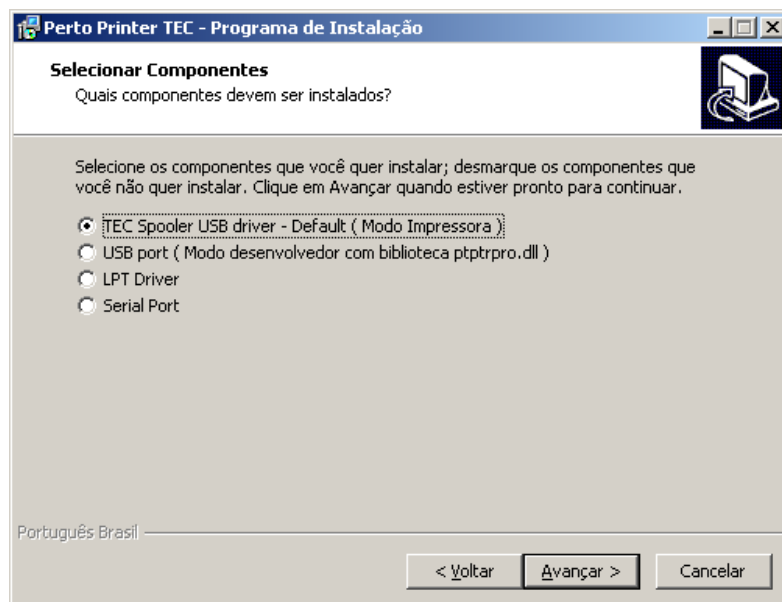 Perto Printer TEC - Programa de Instalação
Selecionar Componentes
Quais componentes devem ser instalados?
Selecione os componentes que você quer instalar; desmarque os componentes que
você não quer instalar. Clique em Avançar quando estiver pronto para continuar.
TEC Spooler USB driver - Default ( Modo Impressora )
USB port ( Modo desenvolvedor com biblioteca ptptrpro.dll )
LPT Driver
Serial Port
Português Brasil
< Voltar
Avançar >
Cancelar